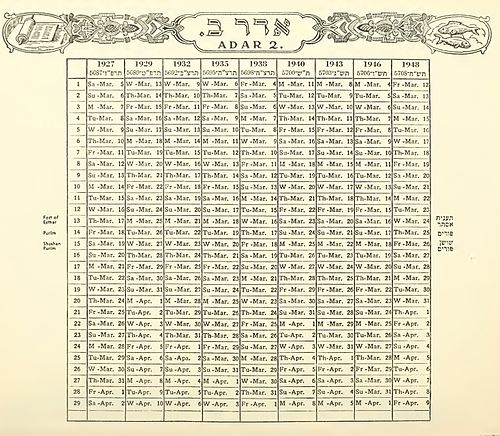 אדר ב.
ADAR 2.
1927 1929 1932 1935 1938 1940 1943 1946 1948
5687-תרפ"ז 5689-תרפ"ט 5692-תרצ"ב 5695-תרצ"ה 5698-תרצ"ח 5700-ת"ש 5703-תש"ג 5706-תש"ו 5708-תש"ח
1 Sa -Mar. 5 W -Mar. 13 W -Mar. 9 W -Mar. 6 Fr -Mar. 4 M -Mar. 11 M -Mar. 8 M -Mar. 4 Fr -Mar. 12
2 Su -Mar. 6 Th-Mar. 14 Th-Mar. 10 Th-Mar. 7 Sa -Mar. 5 Tu-Mar. 12 Tu-Mar. 9 Tu-Mar. 5 Sa -Mar. 13
3 M -Mar. 7 Fr -Mar. 15 Fr -Mar. 11 Fr -Mar. 8 Su -Mar. 6 W -Mar. 13 W -Mar. 10 W -Mar. 6 Su -Mar. 14
4 Tu-Mar. 8 Sa -Mar. 16 Sa -Mar. 12 Sa -Mar. 9 M -Mar. 7 Th-Mar. 14 Th-Mar. 11 Th-Mar. 7 M -Mar. 15
5 W -Mar. 9 Su -Mar. 17 Su -Mar. 13 Su -Mar. 10 Tu-Mar. 8 Fr -Mar. 15 Fr -Mar. 12 Fr -Mar. 8 Tu-Mar. 16
6 Th-Mar. 10 M -Mar. 18 M -Mar. 14 M -Mar. 11 W -Mar. 9 Sa -Mar. 16 Sa -Mar. 13 Sa -Mar. 9 W -Mar. 17
7 Fr -Mar. 11 Tu-Mar. 19 Tu-Mar. 15 Tu-Mar. 12 Th-Mar. 10 Su -Mar. 17 Su -Mar. 14 Su -Mar. 10 Th-Mar. 18
8 Sa -Mar. 12 W -Mar. 20 W -Mar. 16 W -Mar. 13 Fr -Mar. 11 M -Mar. 18 M -Mar. 15 M -Mar. 11 Fr -Mar. 19
9 Su -Mar. 13 Th-Mar. 21 Th-Mar. 17 Th-Mar. 14 Sa -Mar. 12 Tu-Mar. 19 Tu-Mar. 16 Tu-Mar. 12 Sa -Mar. 20
10 M -Mar. 14 Fr -Mar. 22 Fr -Mar. 18 Fr -Mar. 15 Su -Mar. 13 W -Mar. 20 W -Mar. 17 W -Mar. 13 Su -Mar. 21
11 Tu-Mar. 15 Sa -Mar. 23 Sa -Mar. 19 Sa -Mar. 16 M -Mar. 14 Th-Mar. 21 Th-Mar. 18 Th-Mar. 14 M -Mar. 22
12 W -Mar. 16 Su -Mar. 24 Su -Mar. 20 Su -Mar. 17 Tu-Mar. 15 Fr -Mar. 22 Fr -Mar. 19 Fr -Mar. 15 Tu-Mar. 23
Fast of Esther 13 Th-Mar. 17 M -Mar. 25 M -Mar. 21 M -Mar. 18 W -Mar. 16 Sa -Mar. 23 Sa -Mar. 20 Sa -Mar. 16 W -Mar. 24 תענית אסתר
Purim 14 Fr -Mar. 18 Tu-Mar. 26 Tu-Mar. 22 Tu-Mar. 19 Th-Mar. 17 Su -Mar. 24 Su -Mar. 21 Su -Mar. 17 Th-Mar. 25 פורים
Shushan Purim 15 Sa -Mar. 19 W -Mar. 27 W -Mar. 23 W -Mar. 20 Fr -Mar. 18 M -Mar. 25 M -Mar. 22 M -Mar. 18 Fr -Mar. 26 שושן פורים
16 Su -Mar. 20 Th-Mar. 28 Th-Mar. 24 Th-Mar. 21 Sa -Mar. 19 Tu-Mar. 26 Tu-Mar. 23 Tu-Mar. 19 Sa -Mar. 27
17 M -Mar. 21 Fr -Mar. 29 Fr -Mar. 25 Fr -Mar. 22 Su -Mar. 20 W -Mar. 27 W -Mar. 24 W -Mar. 20 Su -Mar. 28
18 Tu-Mar. 22 Sa -Mar. 30 Sa -Mar. 26 Sa -Mar. 23 M -Mar. 21 Th-Mar. 28 Th-Mar. 25 Th-Mar. 21 M -Mar. 29
19 W -Mar. 23 Su -Mar. 31 Su -Mar. 27 Su -Mar. 24 Tu-Mar. 22 Fr -Mar. 29 Fr -Mar. 26 Fr -Mar. 22 Tu-Mar. 30
20 Th-Mar. 24 M -Apr. 1 M -Mar. 28 M -Mar. 25 W -Mar. 23 Sa -Mar. 30 Sa -Mar. 27 Sa -Mar. 23 W -Mar. 31
21 Fr -Mar. 25 Tu-Apr. 2 Tu-Mar. 29 Tu-Mar. 26 Th-Mar. 24 Su -Mar. 31 Su -Mar. 28 Su -Mar. 24 Th-Apr. 1
22 Sa -Mar. 26 W -Apr. 3 W -Mar. 30 W -Mar. 27 Fr -Mar. 25 M -Apr. 1 M -Mar. 29 M -Mar. 25 Fr -Apr. 2
23 Su -Mar. 27 Th-Apr. 4 Th-Mar. 31 Th-Mar. 28 Sa -Mar. 26 Tu-Apr. 2 Tu-Mar. 30 Tu-Mar. 26 Sa -Apr. 3
24 M -Mar. 28 Fr -Apr. 5 Fr -Apr. 1 Fr -Mar. 29 Su -Mar. 27 W -Apr. 3 W -Mar. 31 W -Mar. 27 Su -Apr. 4
25 Tu-Mar. 29 Sa -Apr. 6 Sa -Apr. 2 Sa -Mar. 30 M -Mar. 28 Th-Apr. 4 Th-Apr. 1 Th-Mar. 28 M -Apr. 5
26 W -Mar. 30 Su -Apr. 7 Su -Apr. 3 Su -Mar. 31 Tu-Mar. 29 Fr -Apr. 5 Fr -Apr. 2 Fr -Mar. 29 Tu-Apr. 6
27 Th-Mar. 31 M -Apr. 8 M -Apr. 4 M -Apr. 1 W -Mar. 30 Sa -Apr. 6 Sa -Apr. 3 Sa -Mar. 30 W -Apr. 7
28 Fr -Apr. 1 Tu-Apr. 9 Tu-Apr. 5 Tu-Apr. 2 Th-Mar. 31 Su -Apr. 7 Su -Apr. 4 Su -Mar. 31 Th-Apr. 8
29 Sa -Apr. 2 W -Apr. 10 W -Apr. 6 W -Apr. 3 Fr -Apr. 1 M -Apr. 8 M -Apr. 5 M -Apr. 1 Fr -Apr. 9